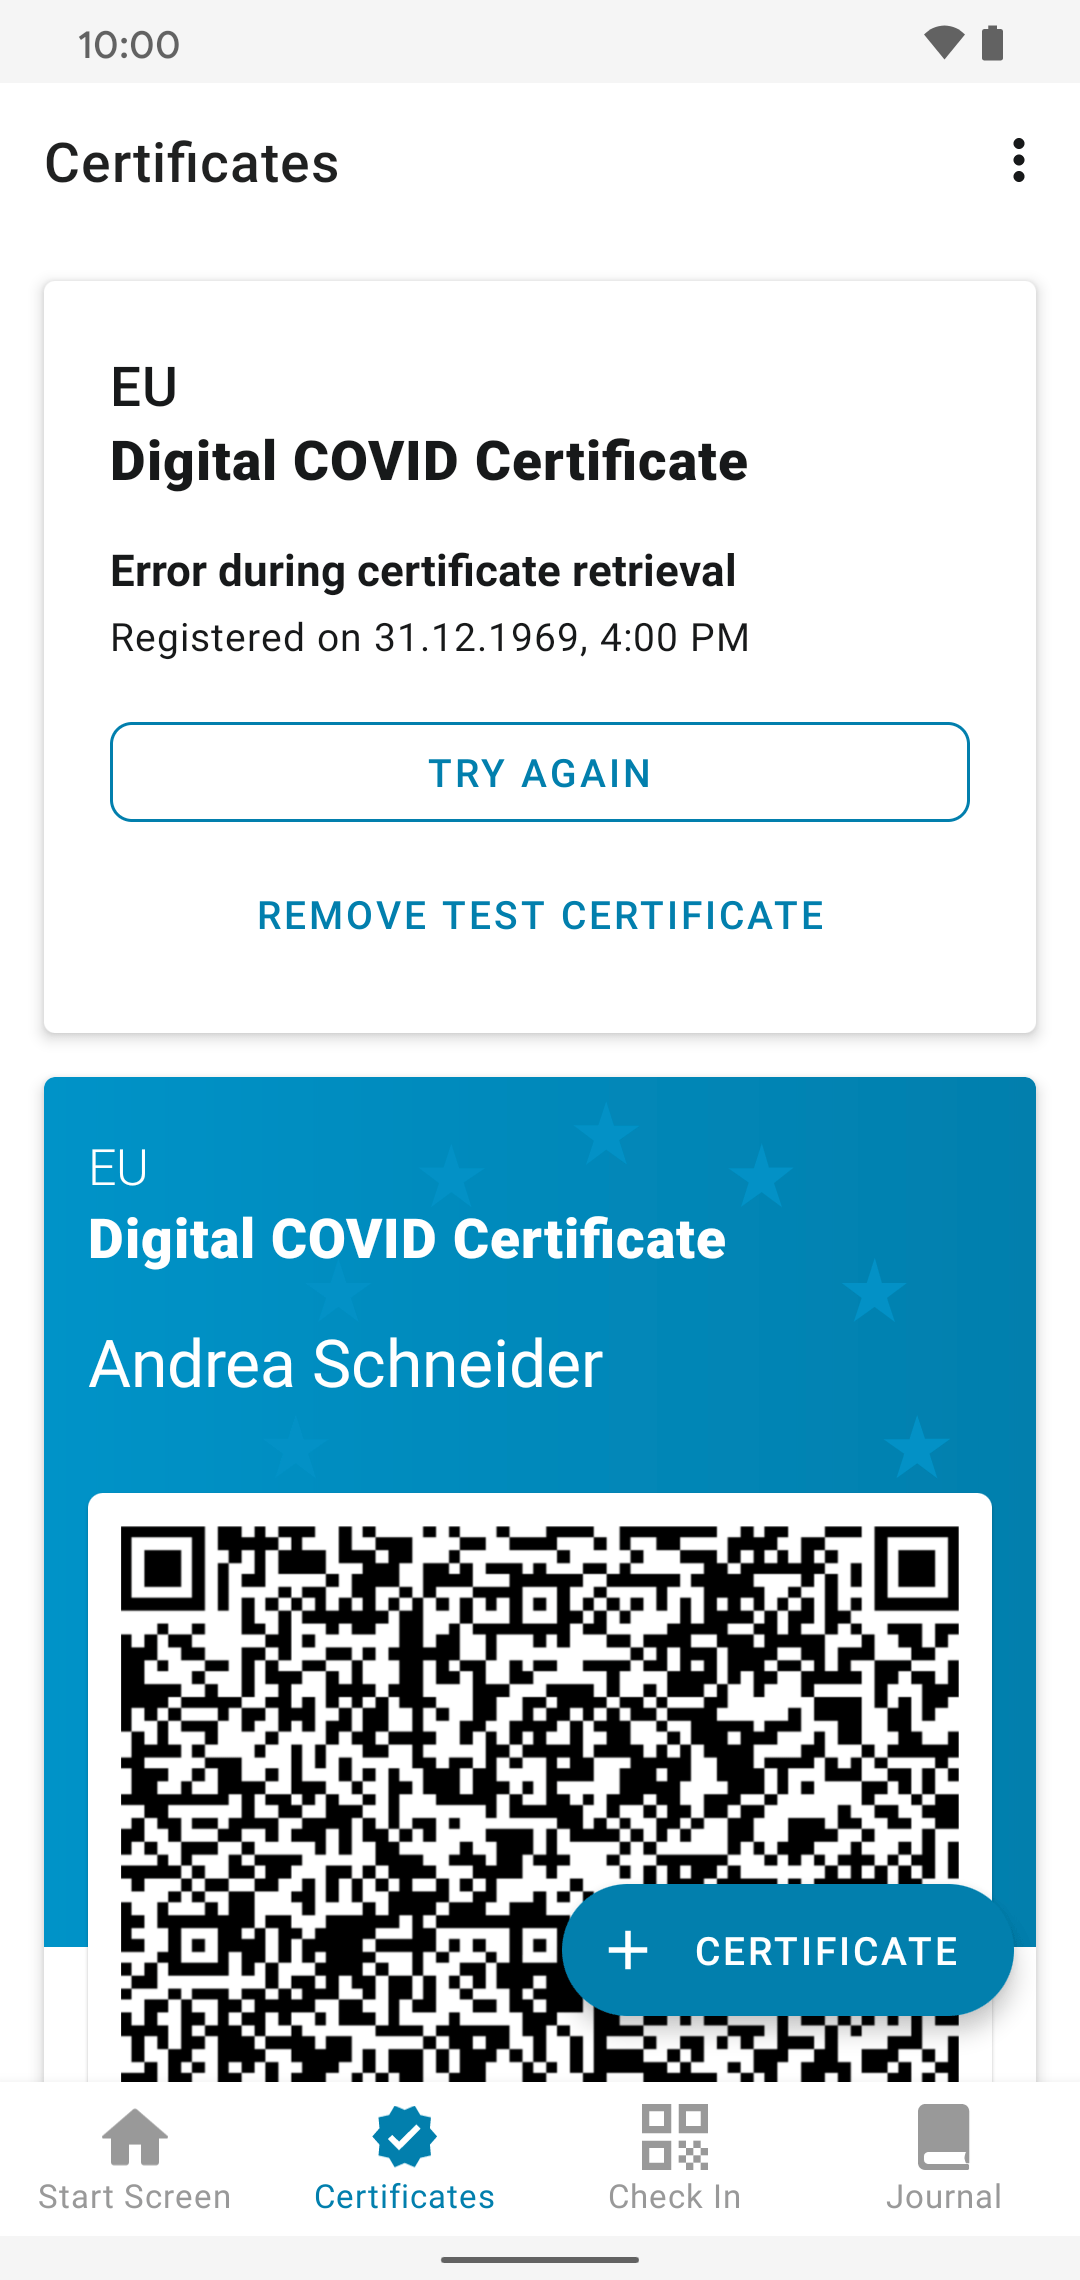 10:00
Certificates
EU
Digital COVID Certificate
Error during certificate retrieval
Registered on 31.12.1969, 4:00 PM
TRY AGAIN
REMOVE TEST CERTIFICATE
EU
Digital COVID Certificate
Andrea Schneider
CERTIFICATE
Start Screen
Certificates
Check In
Journal